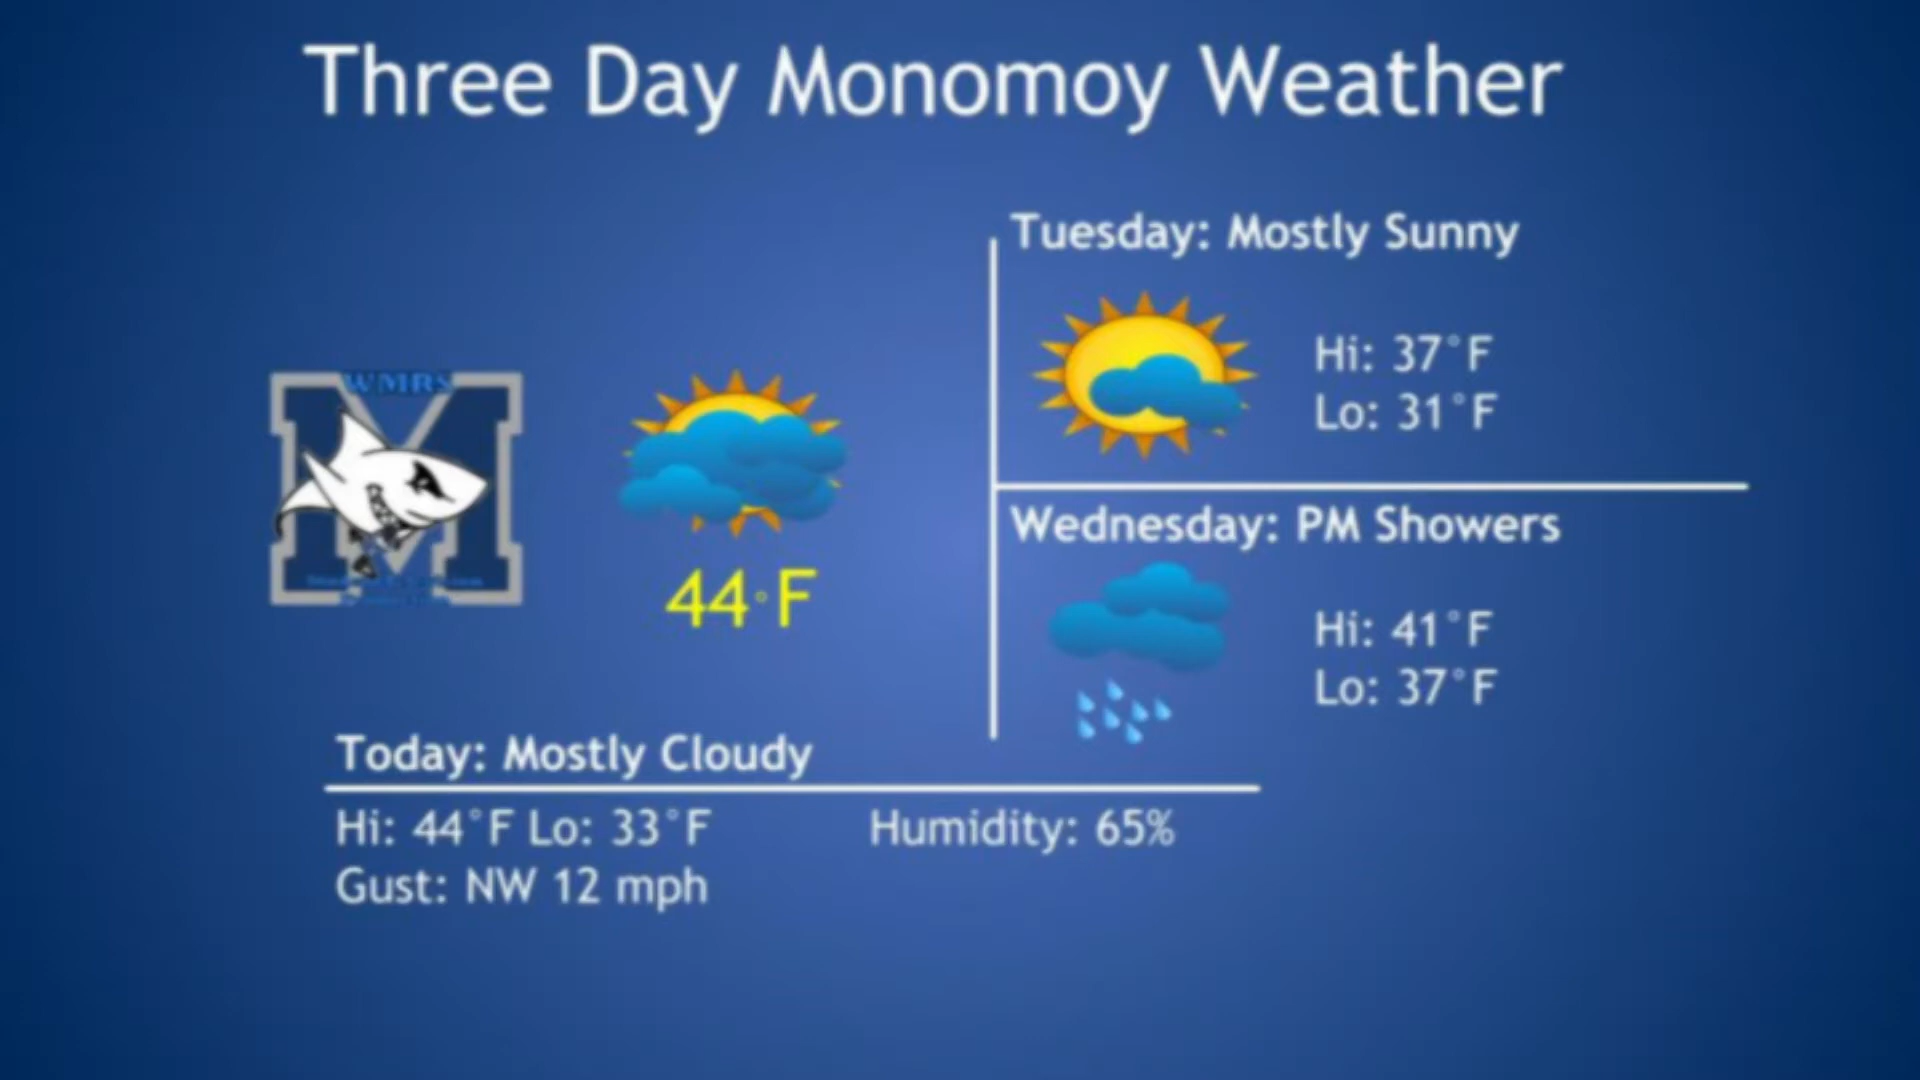 Three Day Monomoy Weather
WMRS
44°F
Today: Mostly Cloudy
Hi: 44°F Lo: 33°F
Humidity: 65%
Gust: NW 12 mph
Tuesday: Mostly Sunny
Hi: 37°F
Lo: 31°F
Wednesday: PM Showers
Hi: 41°F
Lo: 37°F